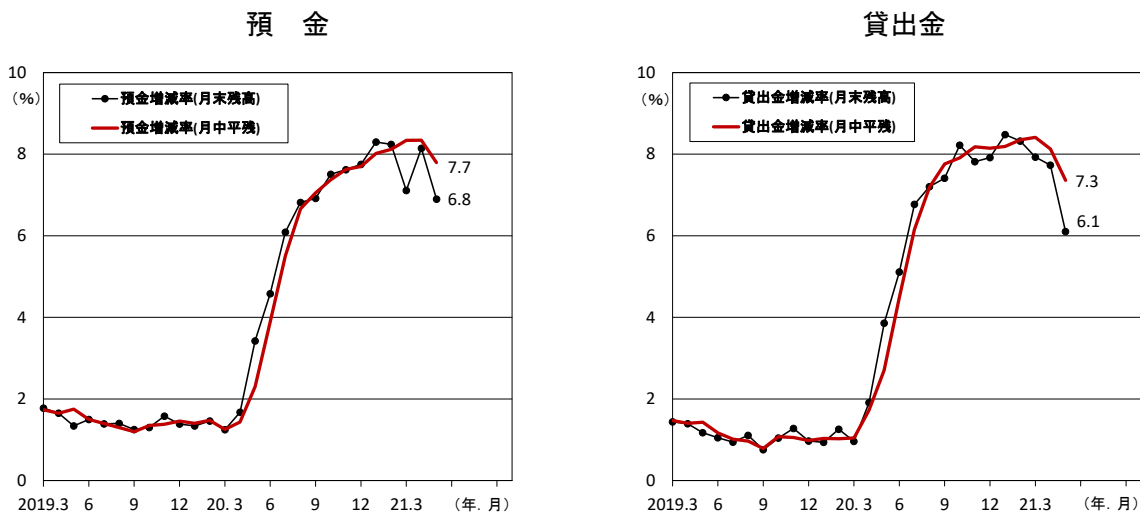 預　金
10
（%）
預金増減率(月末残高)
預金増減率(月中平残)
8
7.7
6.8
6
4
2
0
2019.3 6 9 12 20. 3 6 9 12 21.3 （年. 月）
貸出金
10
（%）
貸出金増減率(月末残高)
貸出金増減率(月中平残)
8
7.3
6.1
6
4
2
0
2019.3 6 9 12 20. 3 6 9 12 21.3 （年. 月）